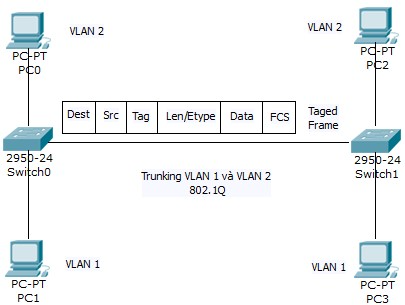 VLAN 2
PC-PT
PC0
VLAN 2
PC-PT
PC2
Dest Src Tag Len/Etype Data FCS
Taged
Frame
2950-24
Switch0
2950-24
Switch1
Trunking VLAN 1 và VLAN 2
802.1Q
VLAN 1
PC-PT
PC1
VLAN 1
PC-PT
PC3